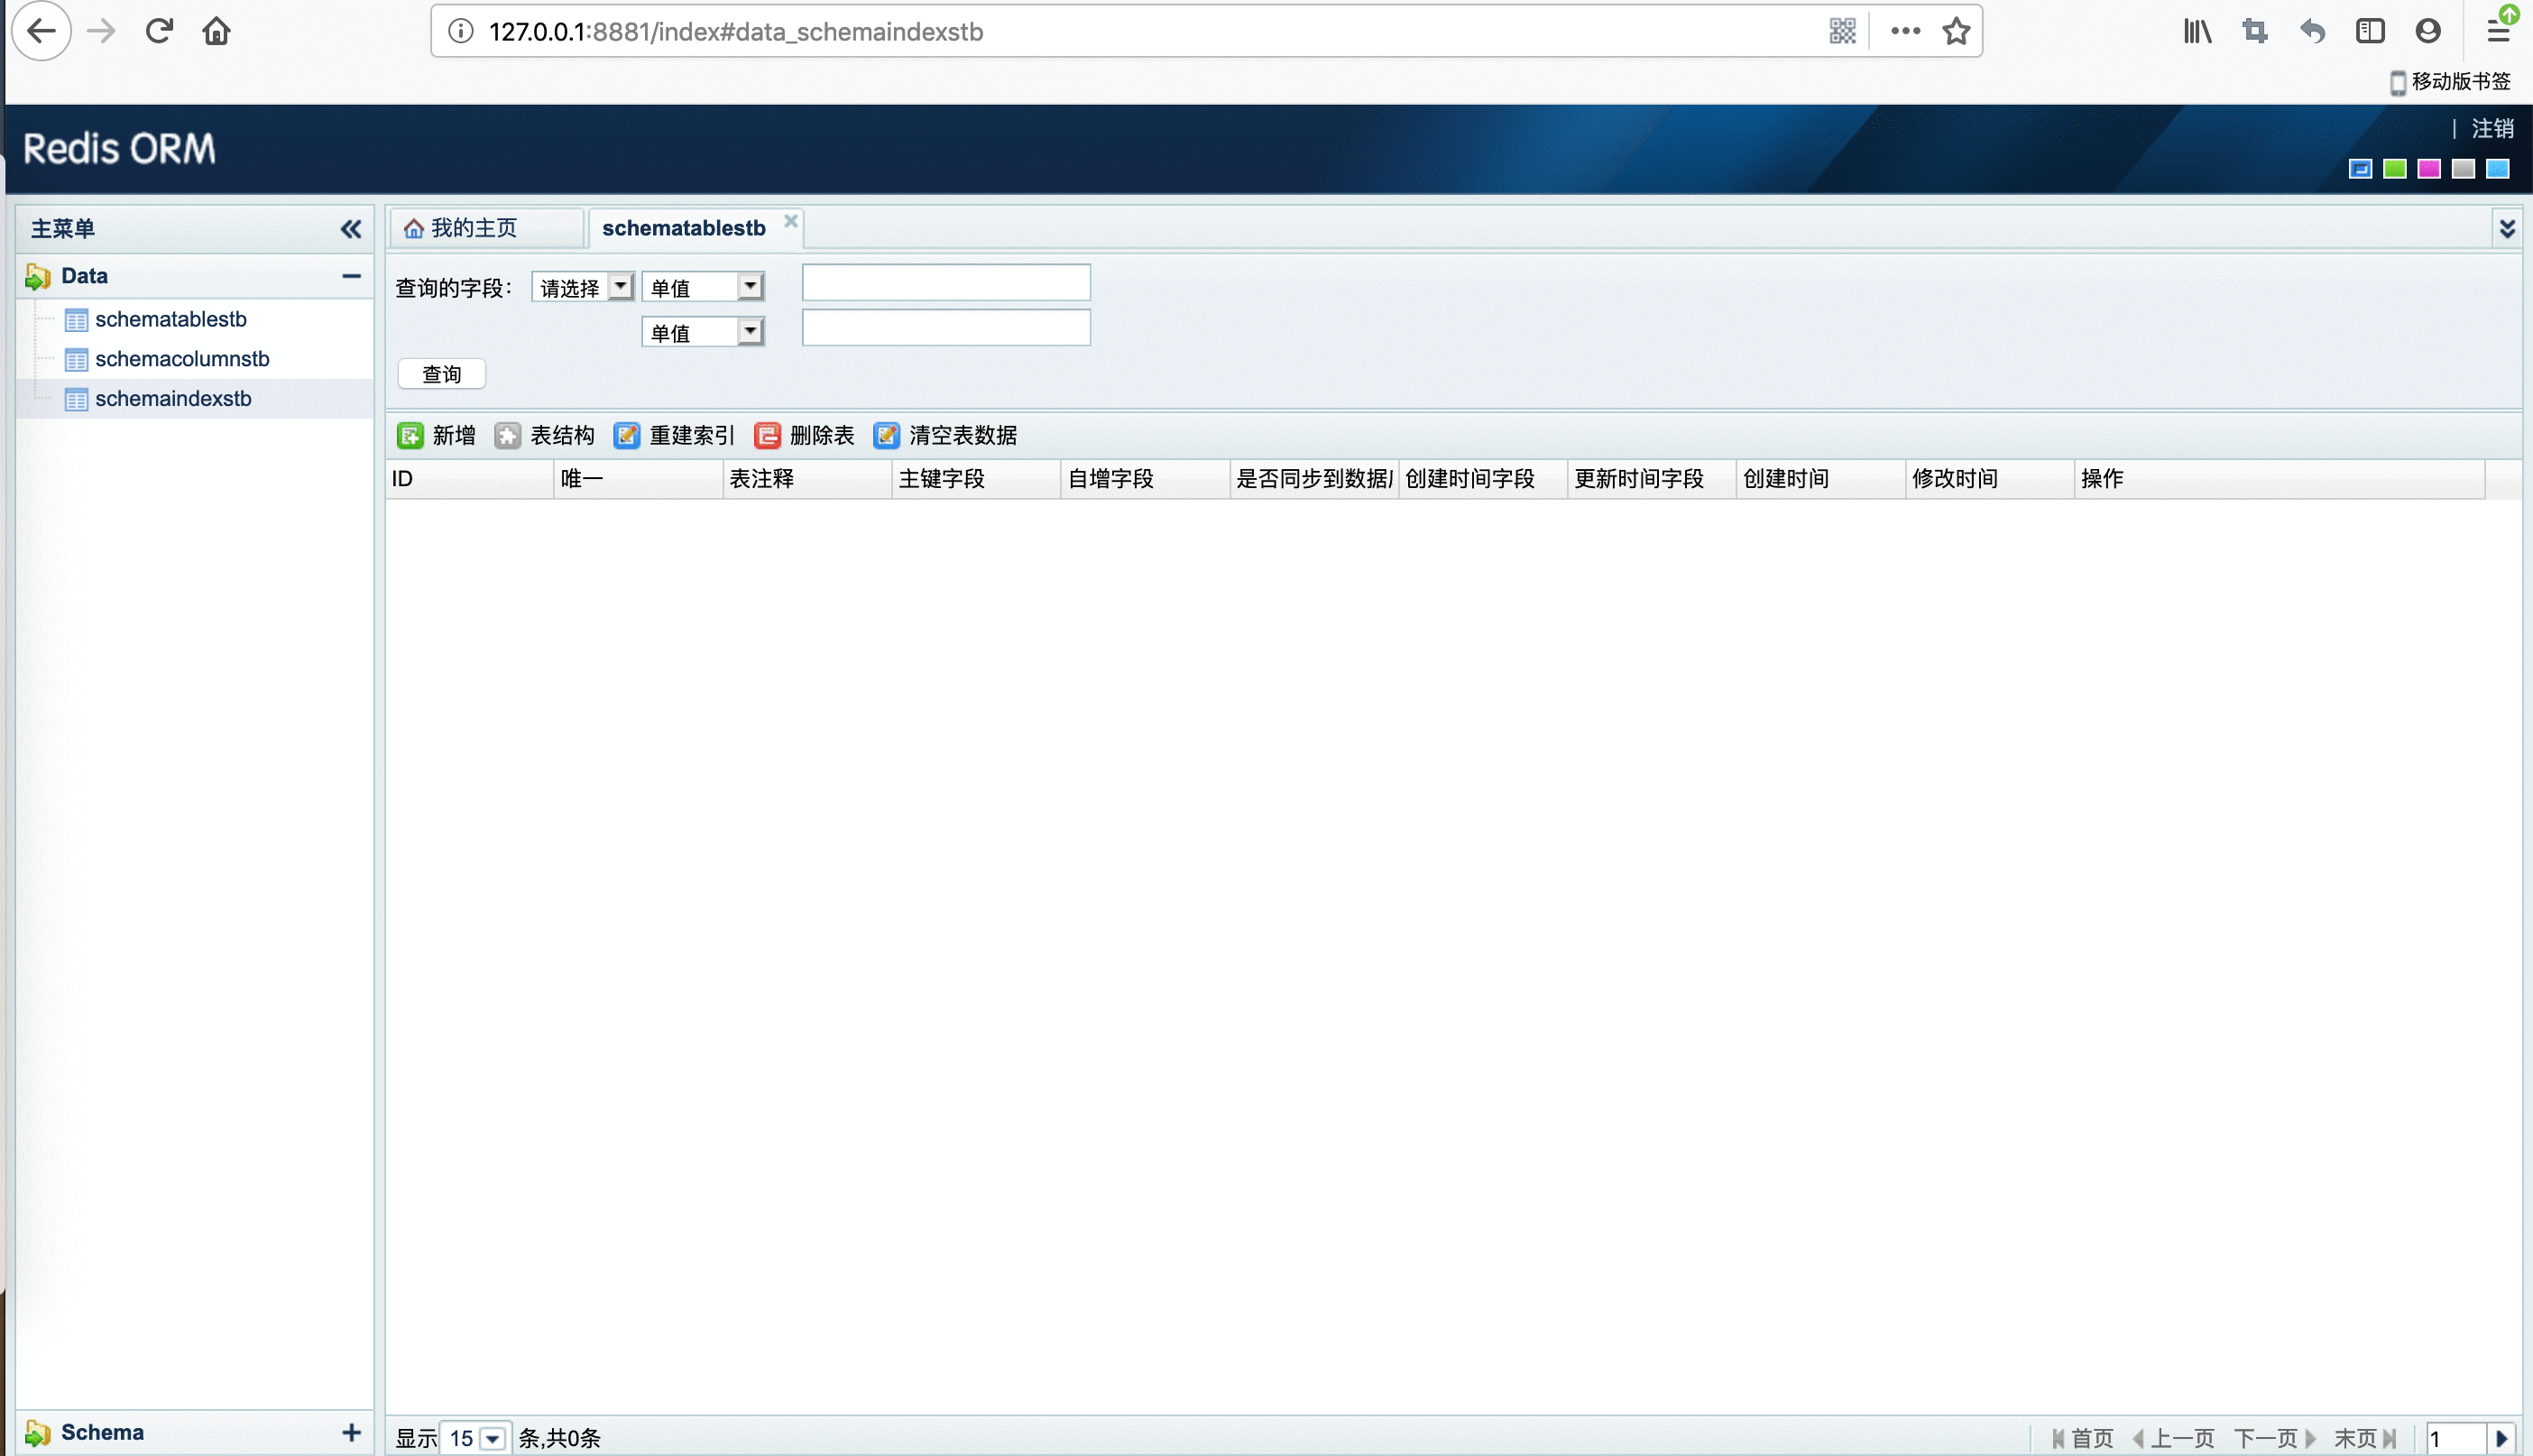 127.0.0.1:8881/index#data_schemaindexstb
移动版书签
Redis ORM
| 注销
主菜单
我的主页 schematablestb
Data
schematablestb
schemacolumnstb
schemaindexstb
查询的字段： 请选择 单值
单值
查询
新增 表结构 重建索引 删除表 清空表数据
ID 唯一 表注释 主键字段 自增字段 是否同步到数据 创建时间字段 更新时间字段 创建时间 修改时间 操作
Schema
显示 15 条,共0条 首页 上一页 下一页 末页 1